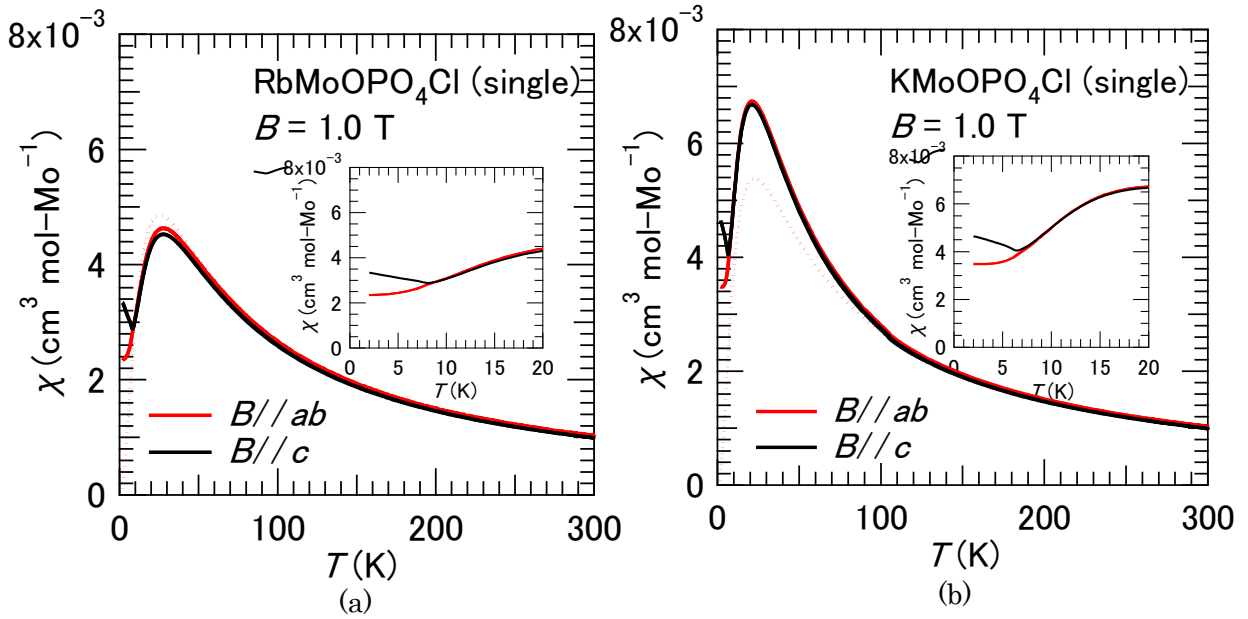 8x10⁻³
6
4
2
0
χ (cm³ mol-Mo⁻¹)
0
100
200
300
T (K)
RbMoOPO₄Cl (single)
B = 1.0 T
B//ab
B//c
8x10⁻³
6
4
2
0
χ (cm³ mol-Mo⁻¹)
0
5
10
15
20
T (K)
(a)
8x10⁻³
6
4
2
0
χ (cm³ mol-Mo⁻¹)
0
100
200
300
T (K)
KMoOPO₄Cl (single)
B = 1.0 T
B//ab
B//c
8x10⁻³
6
4
2
0
χ (cm³ mol-Mo⁻¹)
0
5
10
15
20
T (K)
(b)